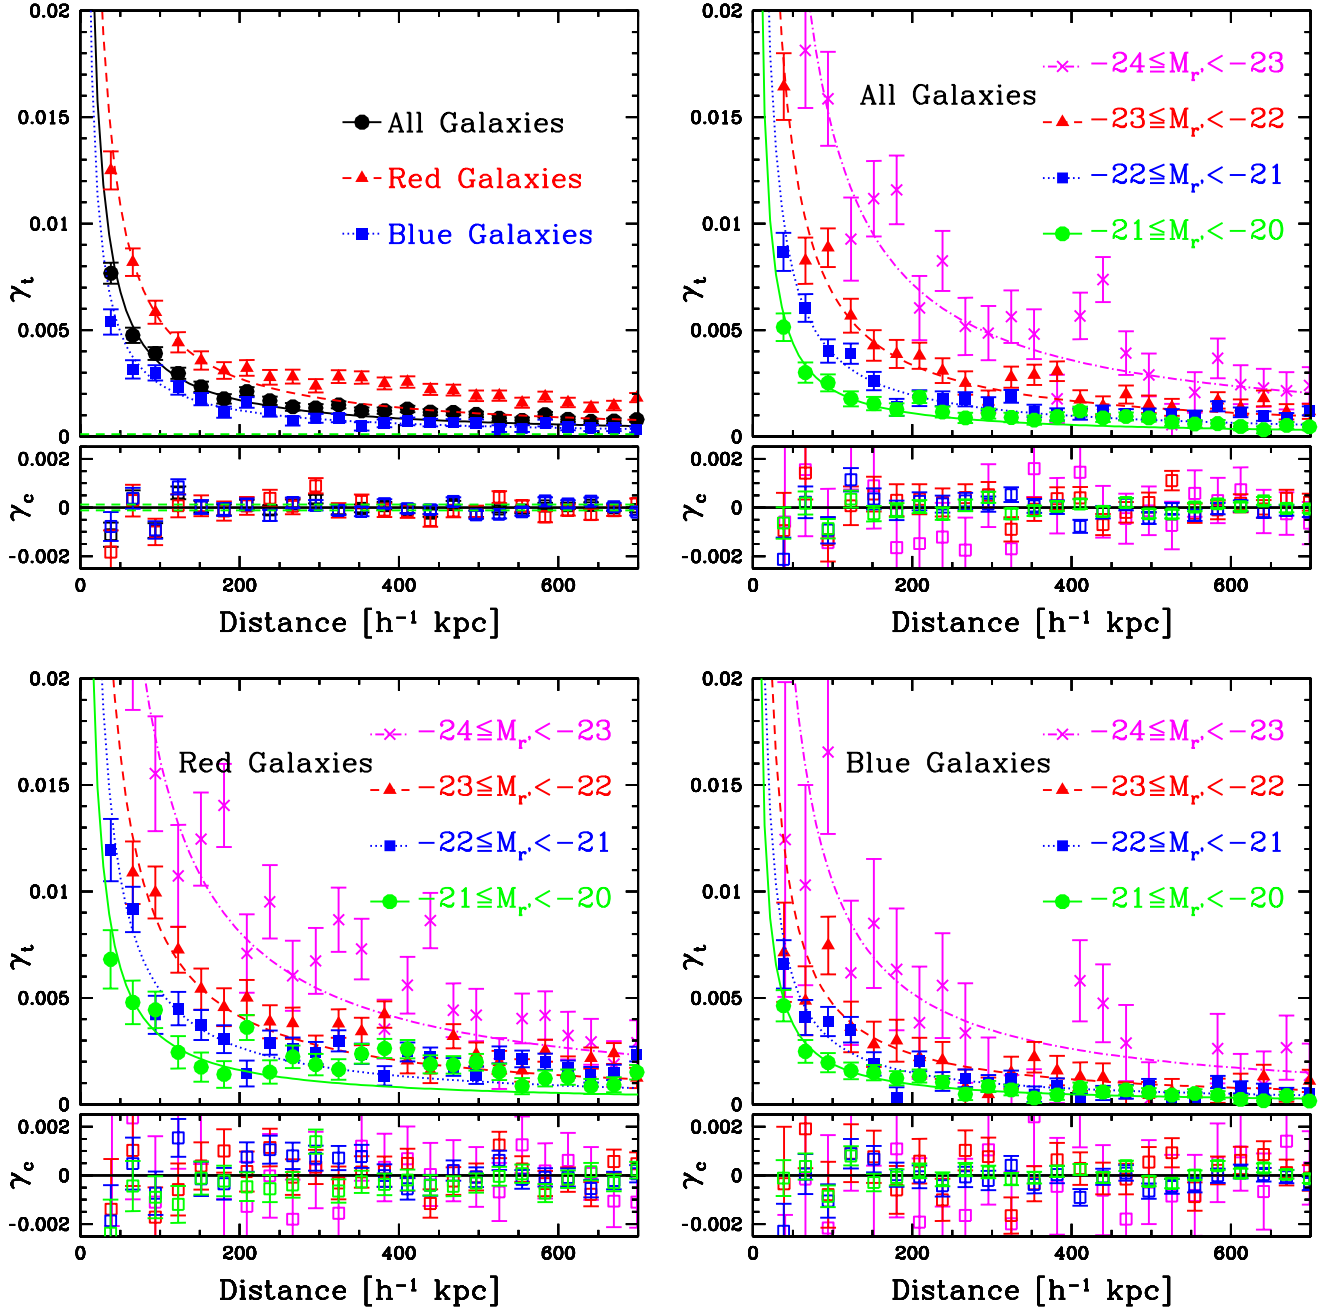 0.02
0.015
0.01
0.005
0
γt
All Galaxies
Red Galaxies
Blue Galaxies
0.002
0
-0.002
γc
0 200 400 600
Distance [h⁻¹ kpc]
0.02
0.015
0.01
0.005
0
γt
All Galaxies
−24≦Mr'<−23
−23≦Mr'<−22
−22≦Mr'<−21
−21≦Mr'<−20
0.002
0
-0.002
γc
0 200 400 600
Distance [h⁻¹ kpc]
0.02
0.015
0.01
0.005
0
γt
Red Galaxies
−24≦Mr'<−23
−23≦Mr'<−22
−22≦Mr'<−21
−21≦Mr'<−20
0.002
0
-0.002
γc
0 200 400 600
Distance [h⁻¹ kpc]
0.02
0.015
0.01
0.005
0
γt
Blue Galaxies
−24≦Mr'<−23
−23≦Mr'<−22
−22≦Mr'<−21
−21≦Mr'<−20
0.002
0
-0.002
γc
0 200 400 600
Distance [h⁻¹ kpc]